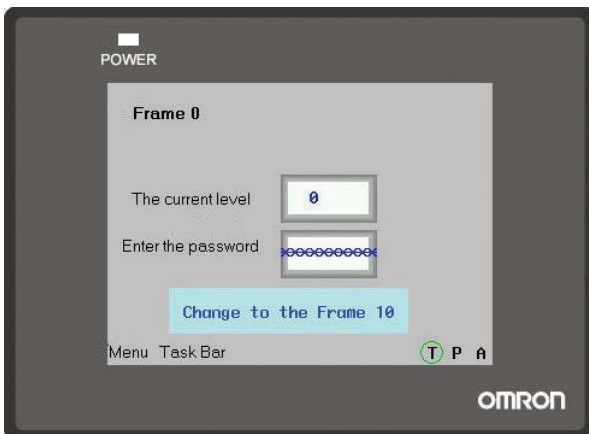 POWER
Frame 0
The current level 0
Enter the password xxxxxxxxxx
Change to the Frame 10
Menu Task Bar T P A
OMRON